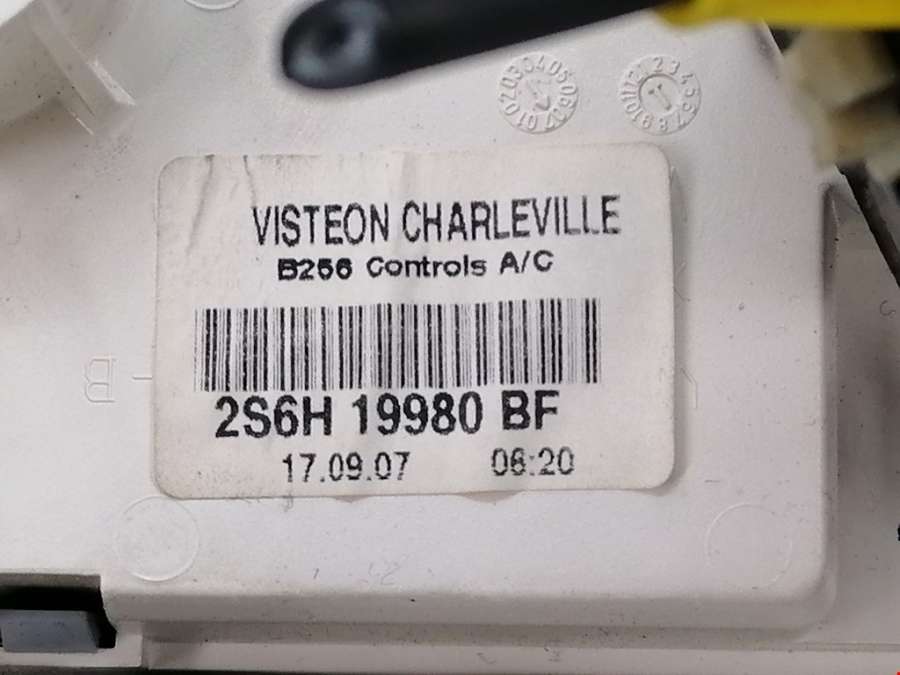 VISTEON CHARLEVILLE
B256 Controls A/C
2S6H 19980 BF
17.09.07 06:20